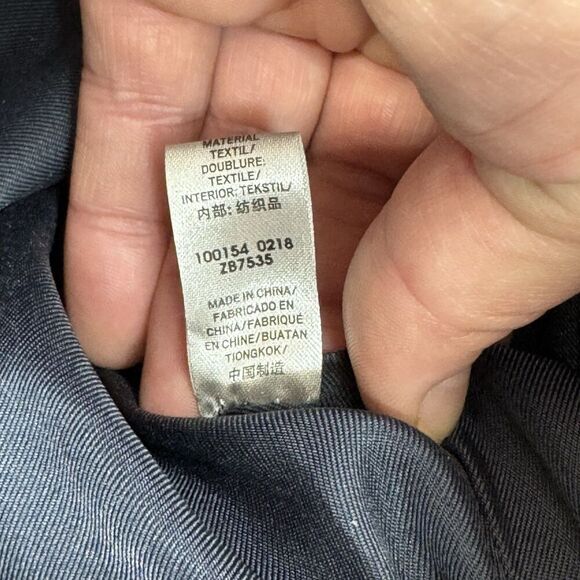 MATERIAL
TEXTIL/
DOUBLURE:
TEXTILE/
INTERIOR: TEKSTIL/
内部: 纺织品
100154 0218
ZB7535
MADE IN CHINA/
FABRICADO EN
CHINA/FABRIQUÉ
EN CHINE/BUATAN
TIONGKOK/
中国制造